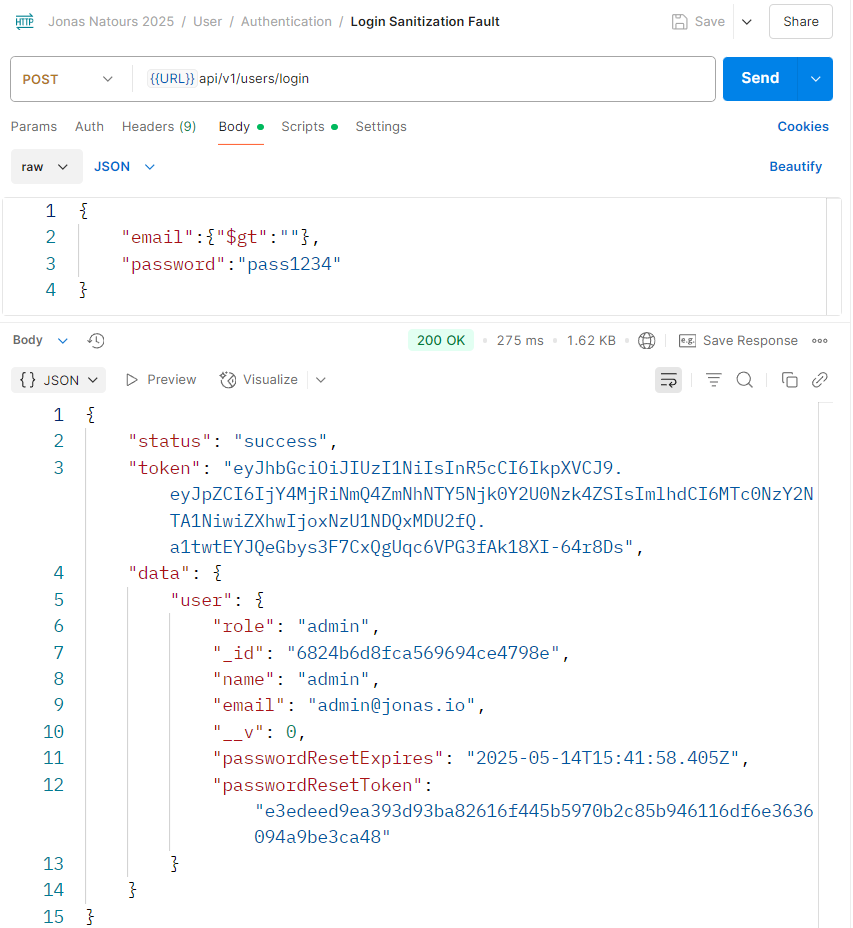 HTTP Jonas Natours 2025 / User / Authentication / Login Sanitization Fault Save Share
POST {{URL}} api/v1/users/login Send
Params Auth Headers (9) Body Scripts Settings Cookies
raw JSON Beautify
1 {
2 "email":{"$gt":""},
3 "password":"pass1234"
4 }
Body 200 OK 275 ms 1.62 KB e.g. Save Response
{} JSON Preview Visualize
1 {
2 "status": "success",
3 "token": "eyJhbGciOiJIUzI1NiIsInR5cCI6IkpXVCJ9.
eyJpZCI6IjY4MjRiNmQ4ZmNhNTY5Njk0Y2U0Nzk4ZSIsImlhdCI6MTc0NzY2N
TA1NiwiZXhwIjoxNzU1NDQxMDU2fQ.
a1twtEYJQeGbys3F7CxQgUqc6VPG3fAk18XI-64r8Ds",
4 "data": {
5 "user": {
6 "role": "admin",
7 "_id": "6824b6d8fca569694ce4798e",
8 "name": "admin",
9 "email": "admin@jonas.io",
10 "__v": 0,
11 "passwordResetExpires": "2025-05-14T15:41:58.405Z",
12 "passwordResetToken":
"e3edeed9ea393d93ba82616f445b5970b2c85b946116df6e3636
094a9be3ca48"
13 }
14 }
15 }